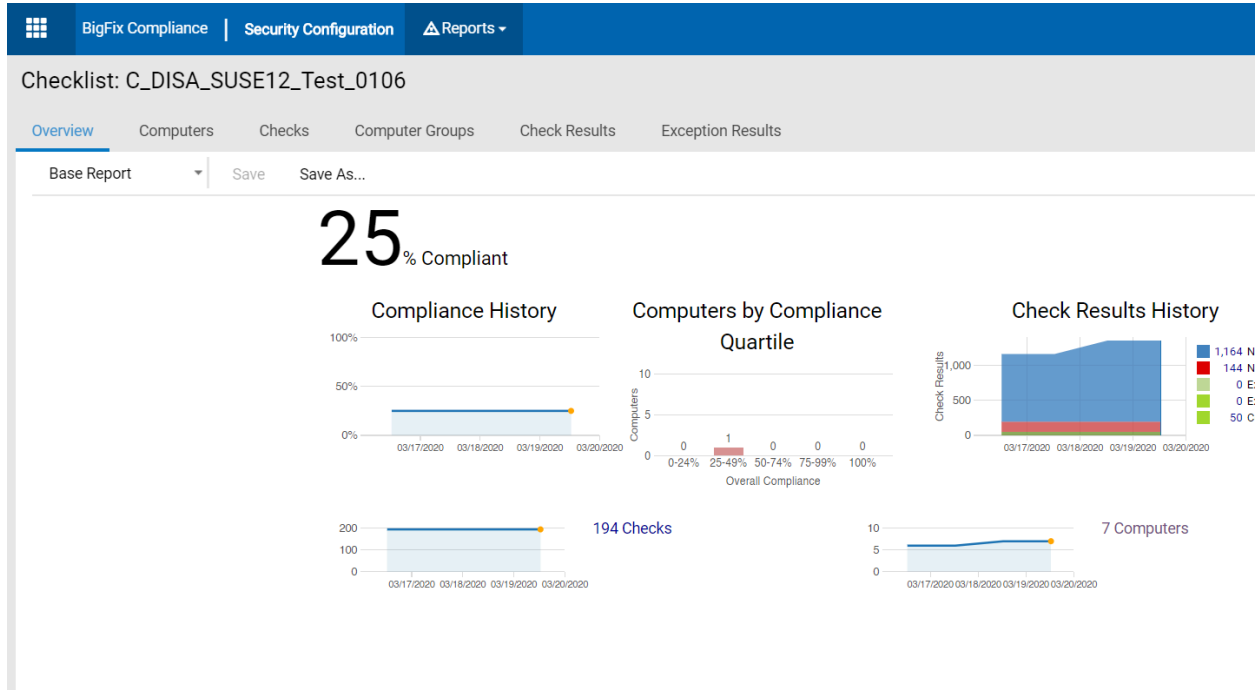 BigFix Compliance | Security Configuration Reports
Checklist: C_DISA_SUSE12_Test_0106
Overview Computers Checks Computer Groups Check Results Exception Results
Base Report Save Save As...
25% Compliant
Compliance History
100%
50%
0%
03/17/2020 03/18/2020 03/19/2020 03/20/2020
Computers by Compliance
Quartile
10
5
0
Computers
0 1 0 0 0
0-24% 25-49% 50-74% 75-99% 100%
Overall Compliance
Check Results History
Check Results
1,000
500
0
03/17/2020 03/18/2020 03/19/2020 03/20/2020
1,164 N
144 N
0 E
0 E
50 C
200
100
0
03/17/2020 03/18/2020 03/19/2020 03/20/2020
194 Checks
10
5
0
03/17/2020 03/18/2020 03/19/2020 03/20/2020
7 Computers